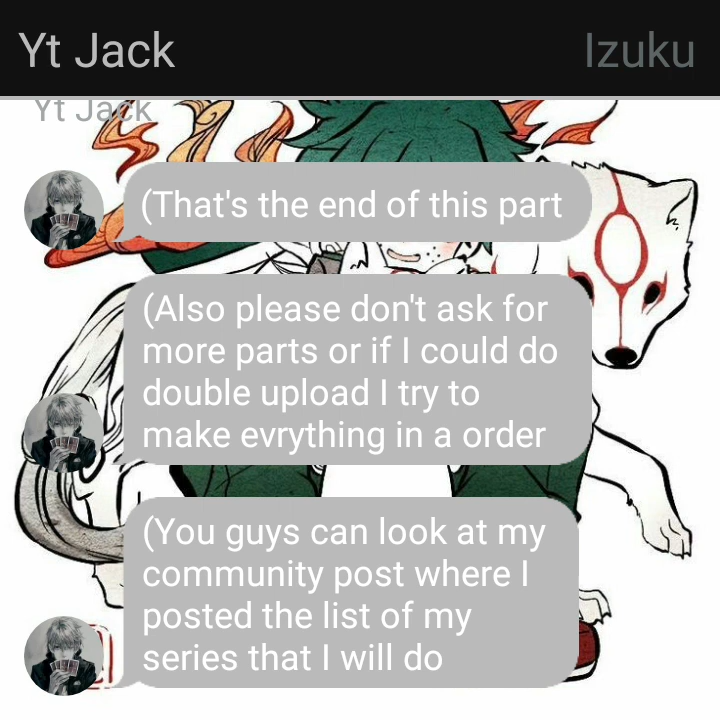 Yt Jack Izuku
Yt Jack
(That's the end of this part
(Also please don't ask for
more parts or if I could do
double upload I try to
make evrything in a order
(You guys can look at my
community post where I
posted the list of my
series that I will do